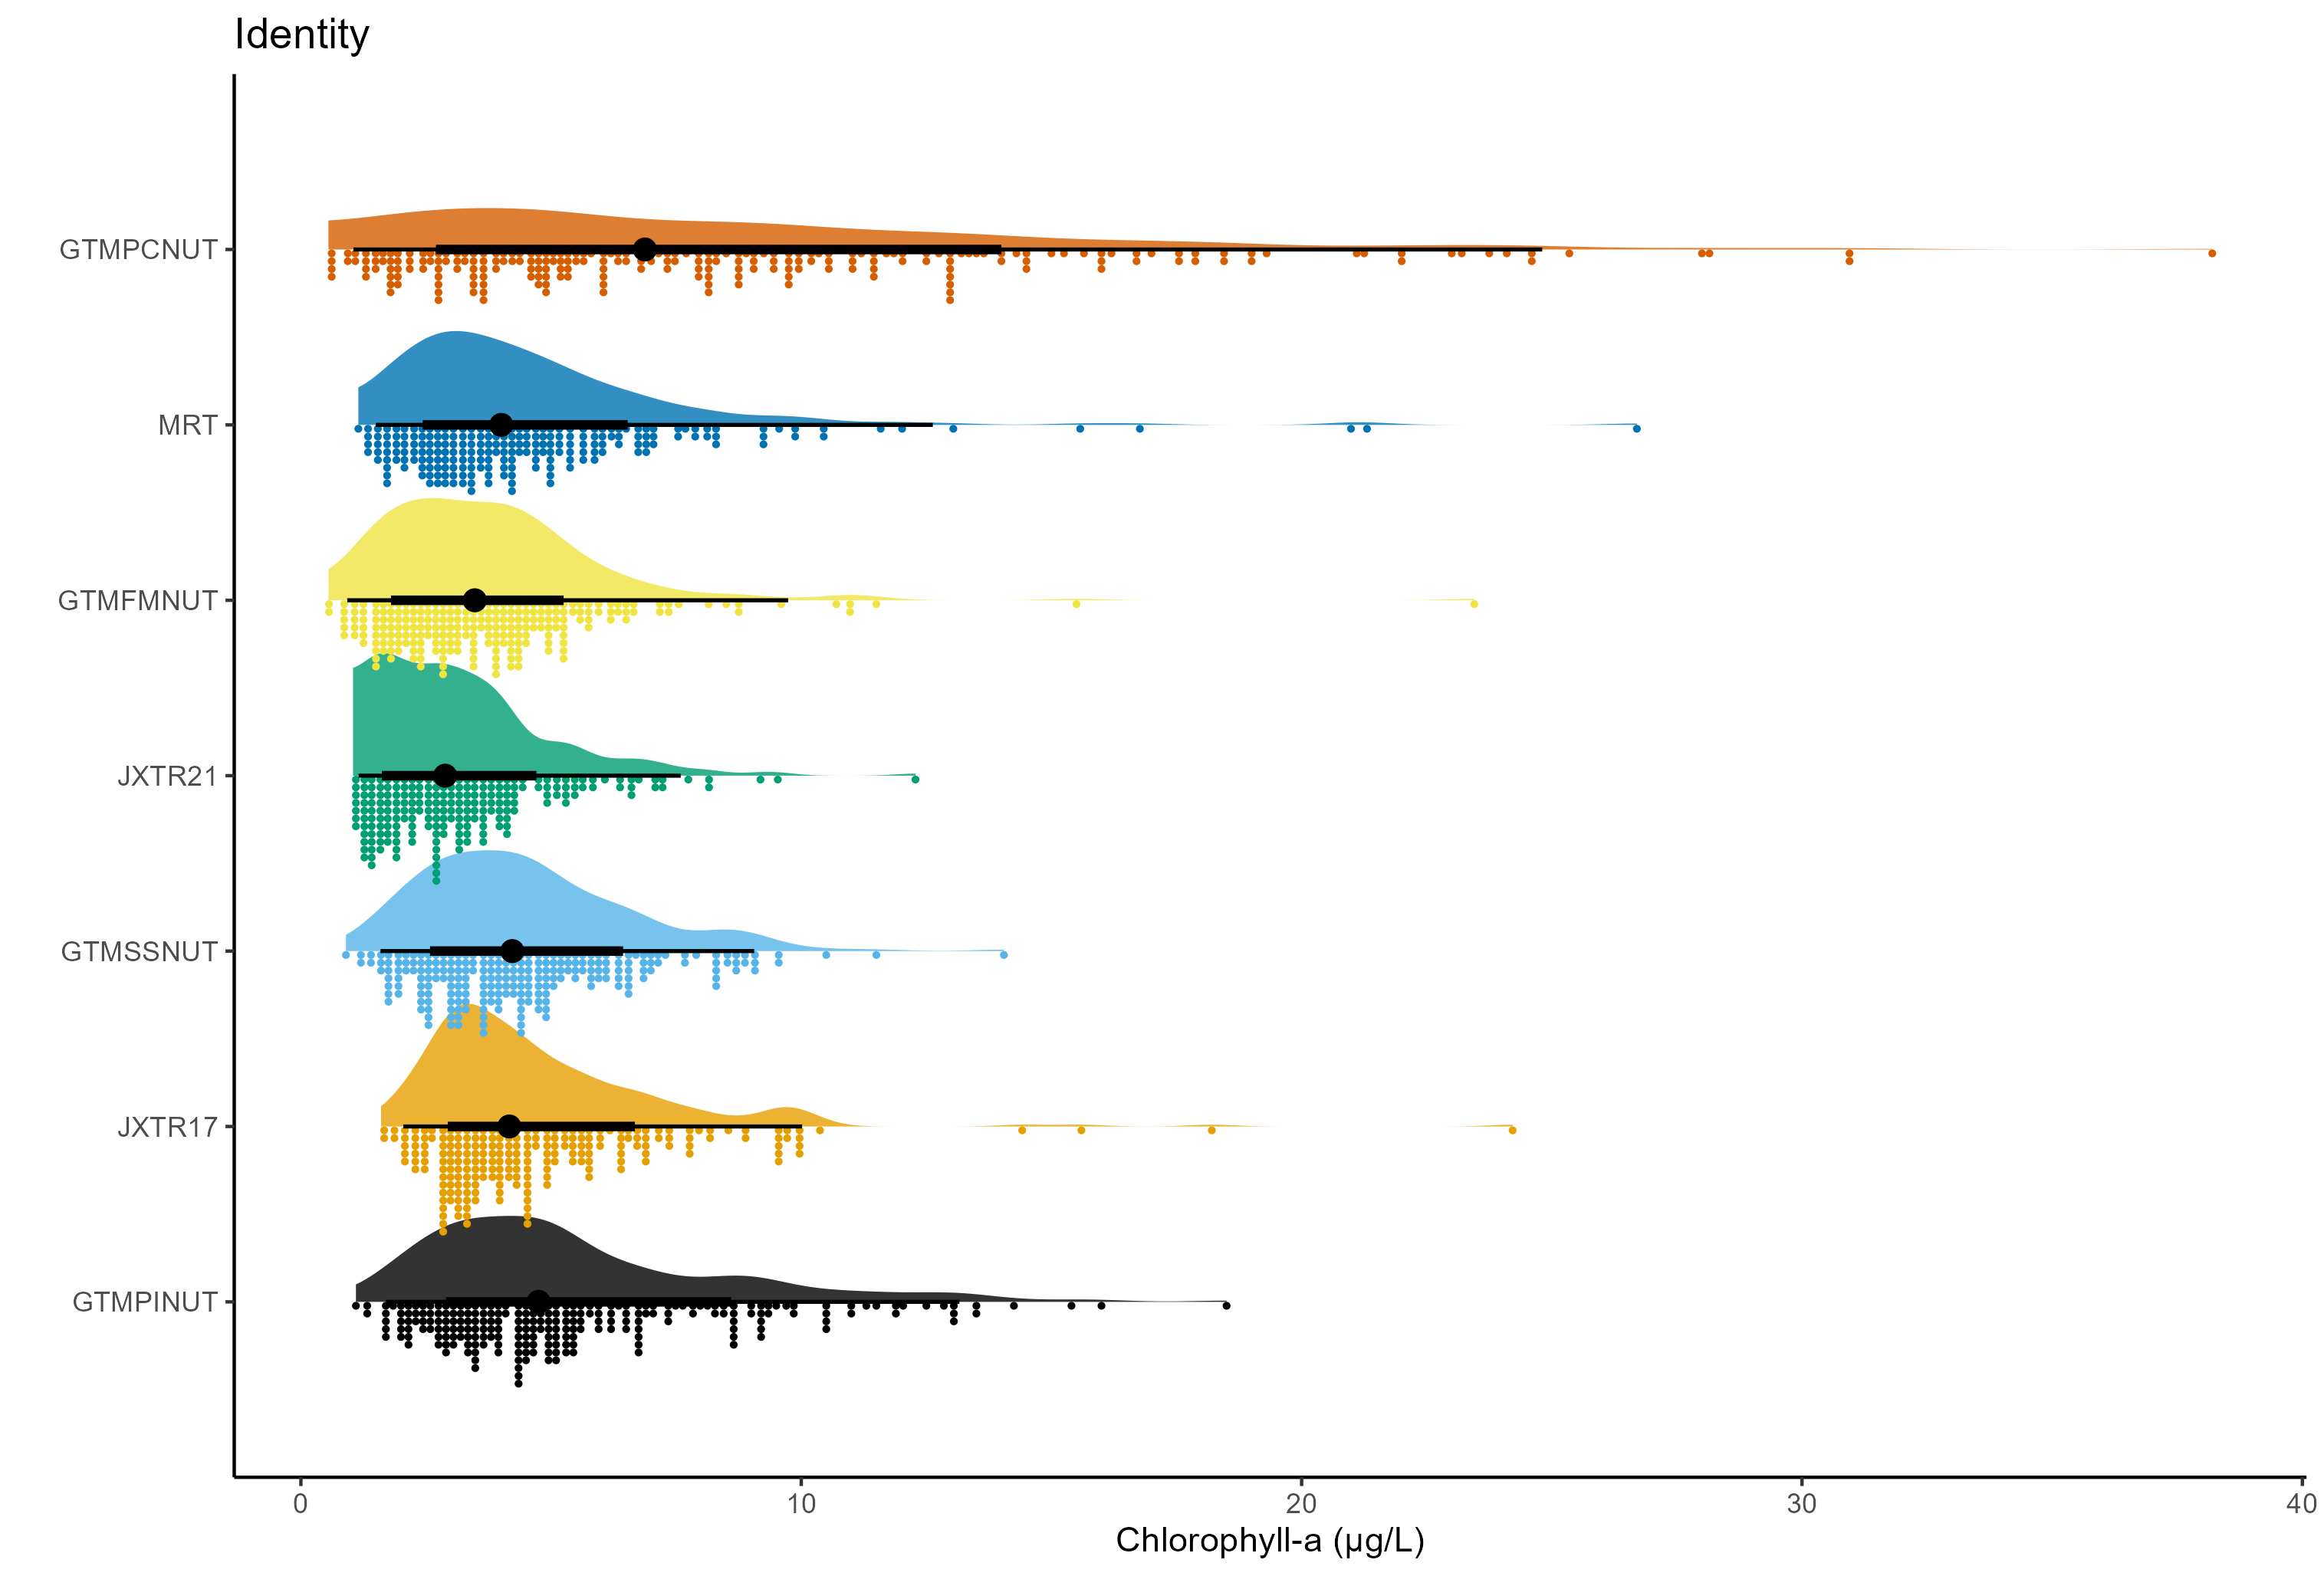 Identity
GTMPCNUT
MRT
GTMFMNUT
JXTR21
GTMSSNUT
JXTR17
GTMPINUT
0 10 20 30 40
Chlorophyll-a (μg/L)